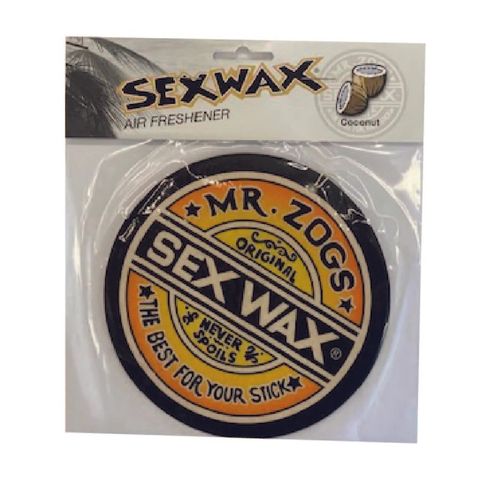 SEXWAX
AIR FRESHENER
Coconut
★ MR. ZOGS ★
ORIGINAL
SEX WAX ®
NEVER
SPOILS
★ THE BEST FOR YOUR STICK ★